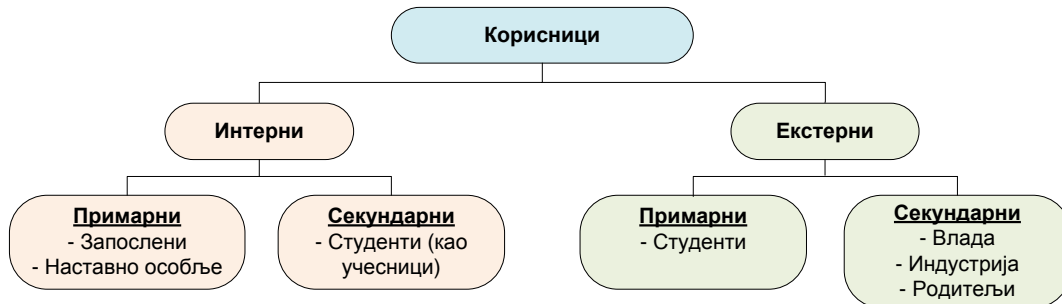 Корисници
Интерни
Екстерни
Примарни
- Запослени
- Наставно особље
Секундарни
- Студенти (као
учесници)
Примарни
- Студенти
Секундарни
- Влада
- Индустрија
- Родитељи